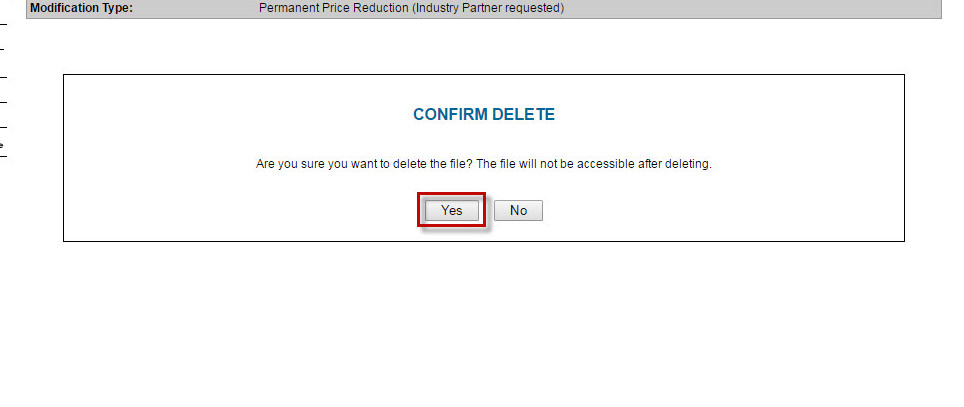 Modification Type: Permanent Price Reduction (Industry Partner requested)
CONFIRM DELETE
Are you sure you want to delete the file? The file will not be accessible after deleting.
Yes No